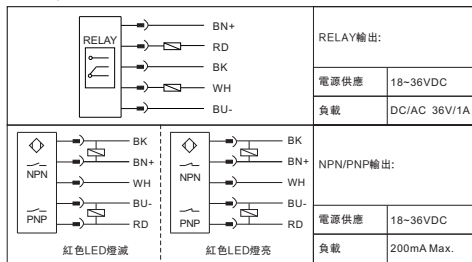 RELAY
BN+
RD
BK
WH
BU-
RELAY輸出:
電源供應 18~36VDC
負載 DC/AC 36V/1A
NPN
PNP
BK
BN+
WH
BU-
RD
紅色LED燈滅
NPN
PNP
BK
BN+
WH
BU-
RD
紅色LED燈亮
NPN/PNP輸出:
電源供應 18~36VDC
負載 200mA Max.